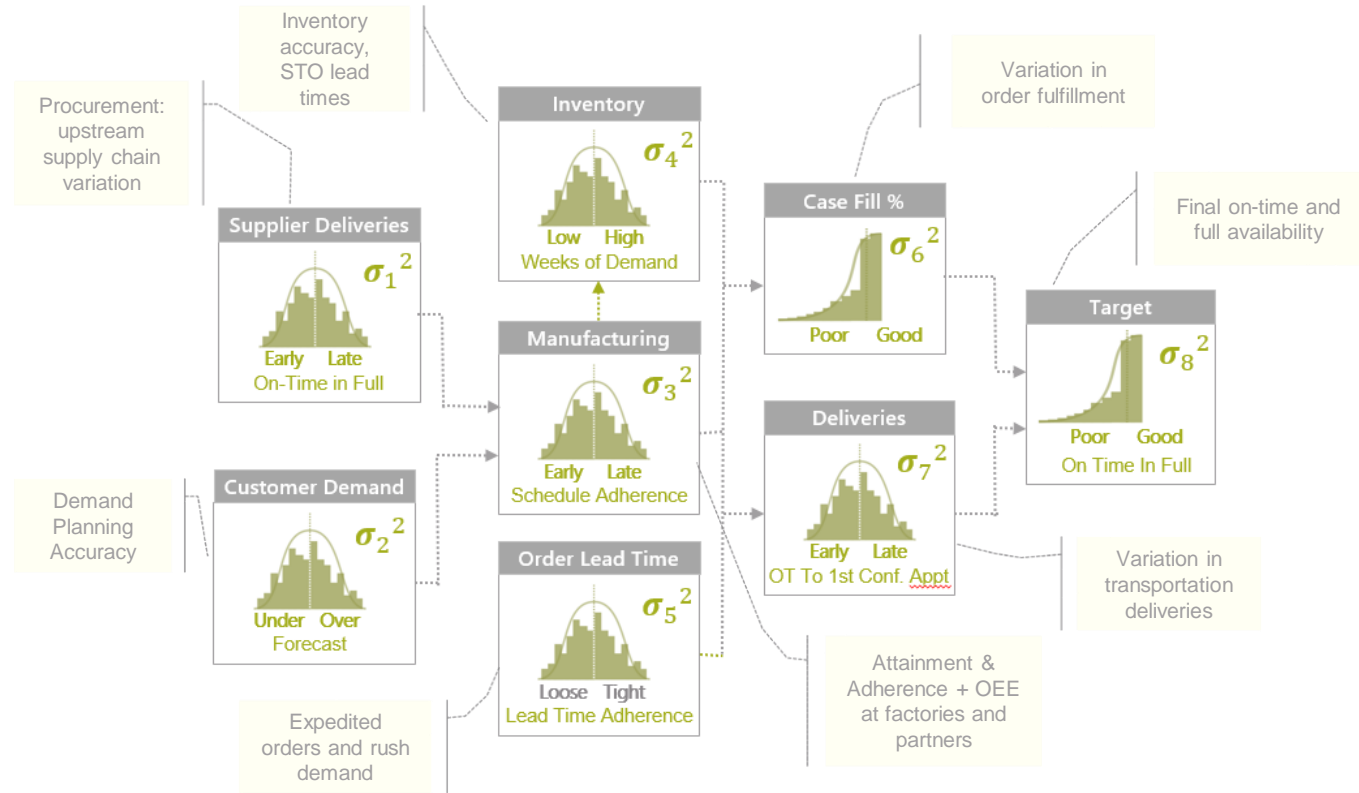 Inventory
accuracy,
STO lead
times
Variation in
order fulfillment
Procurement:
upstream
supply chain
variation
Inventory
σ₄²
Low High
Weeks of Demand
Case Fill %
σ₆²
Poor Good
Final on-time and
full availability
Supplier Deliveries
σ₁²
Early Late
On-Time in Full
Manufacturing
σ₃²
Early Late
Schedule Adherence
Target
σ₈²
Poor Good
On Time In Full
Deliveries
σ₇²
Early Late
OT To 1st Conf. Appt
Demand
Planning
Accuracy
Customer Demand
σ₂²
Under Over
Forecast
Order Lead Time
σ₅²
Loose Tight
Lead Time Adherence
Variation in
transportation
deliveries
Expedited
orders and rush
demand
Attainment &
Adherence + OEE
at factories and
partners